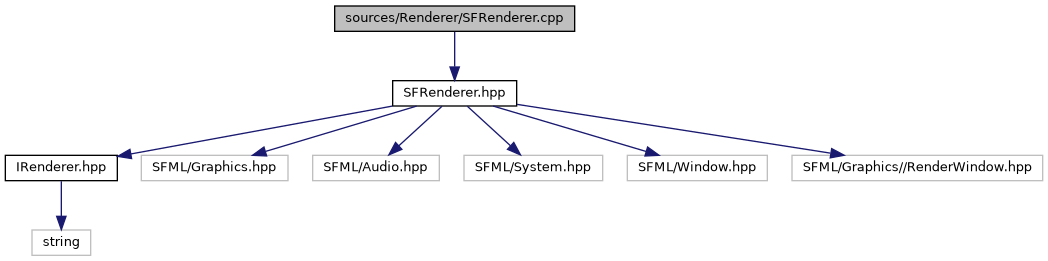 sources/Renderer/SFRenderer.cpp
SFRenderer.hpp
IRenderer.hpp
SFML/Graphics.hpp
SFML/Audio.hpp
SFML/System.hpp
SFML/Window.hpp
SFML/Graphics//RenderWindow.hpp
string